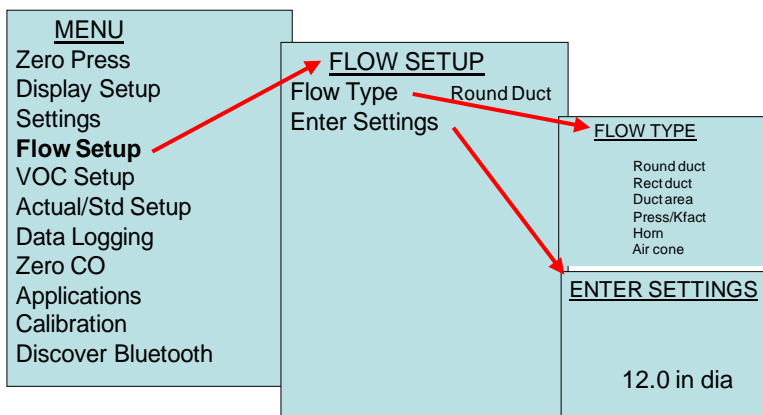 MENU
Zero Press
Display Setup
Settings
Flow Setup
VOC Setup
Actual/Std Setup
Data Logging
Zero CO
Applications
Calibration
Discover Bluetooth
FLOW SETUP
Flow Type Round Duct
Enter Settings
FLOW TYPE
Round duct
Rect duct
Duct area
Press/Kfact
Horn
Air cone
ENTER SETTINGS
12.0 in dia